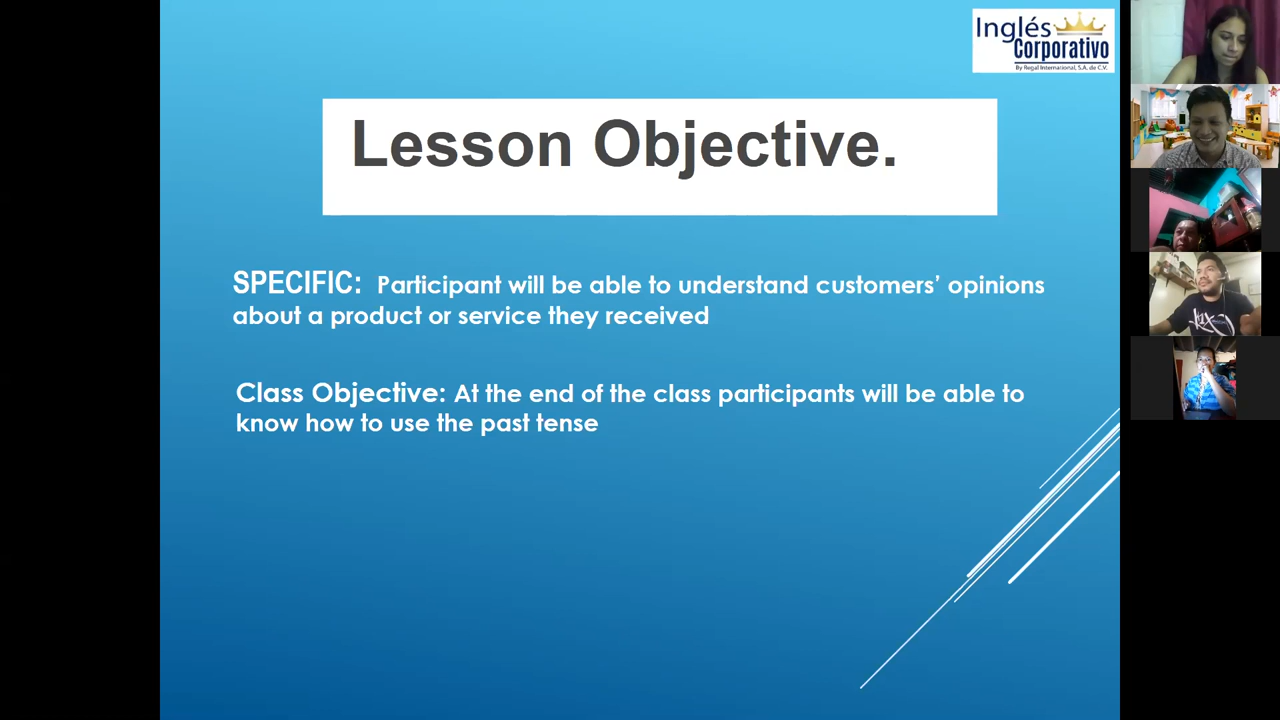 Inglés
Corporativo
By Regal International, S.A. de C.V.
Lesson Objective.
SPECIFIC: Participant will be able to understand customers’ opinions
about a product or service they received
Class Objective: At the end of the class participants will be able to
know how to use the past tense